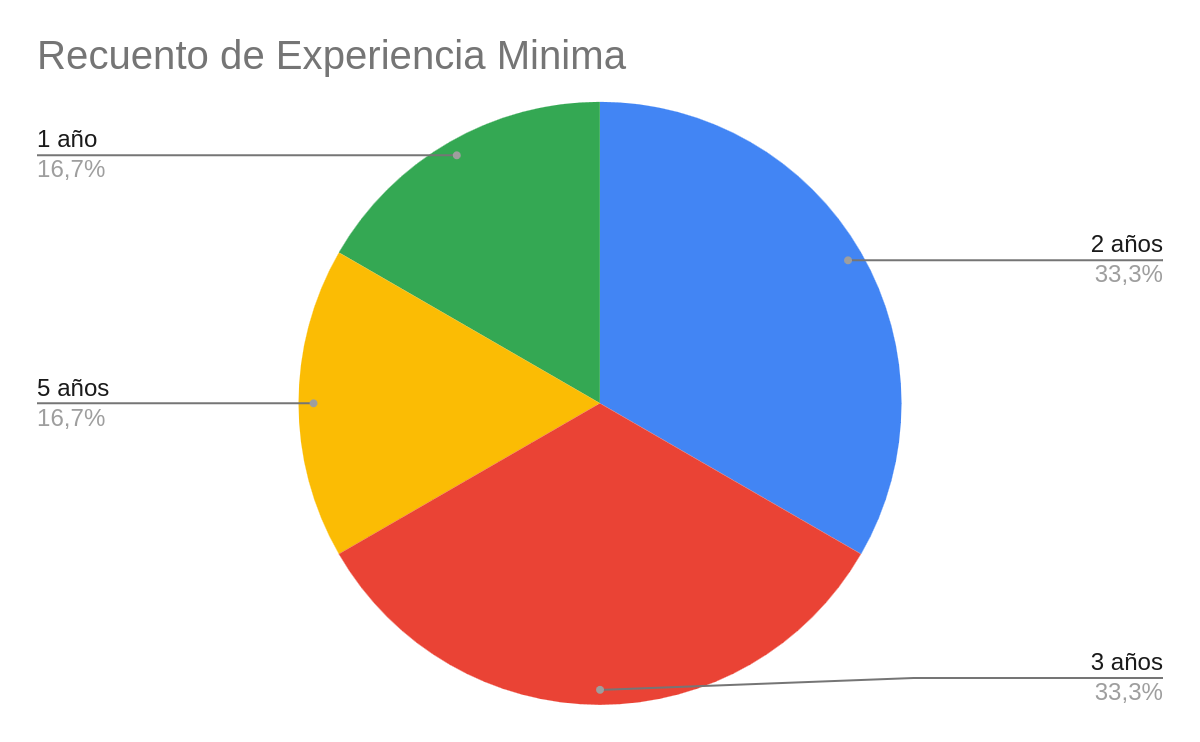 Recuento de Experiencia Minima
1 año
16,7%
2 años
33,3%
5 años
16,7%
3 años
33,3%